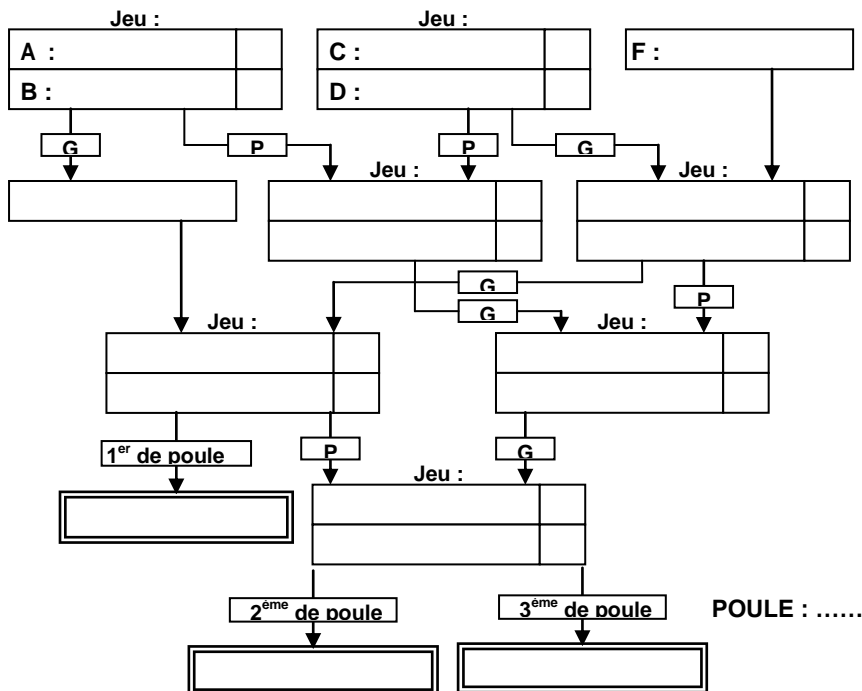 Jeu :
Jeu :
A :
C :
F :
B :
D :
G
P
P
G
Jeu :
Jeu :
G
P
G
Jeu :
Jeu :
1er de poule
P
G
Jeu :
2ème de poule
3ème de poule
POULE : ......